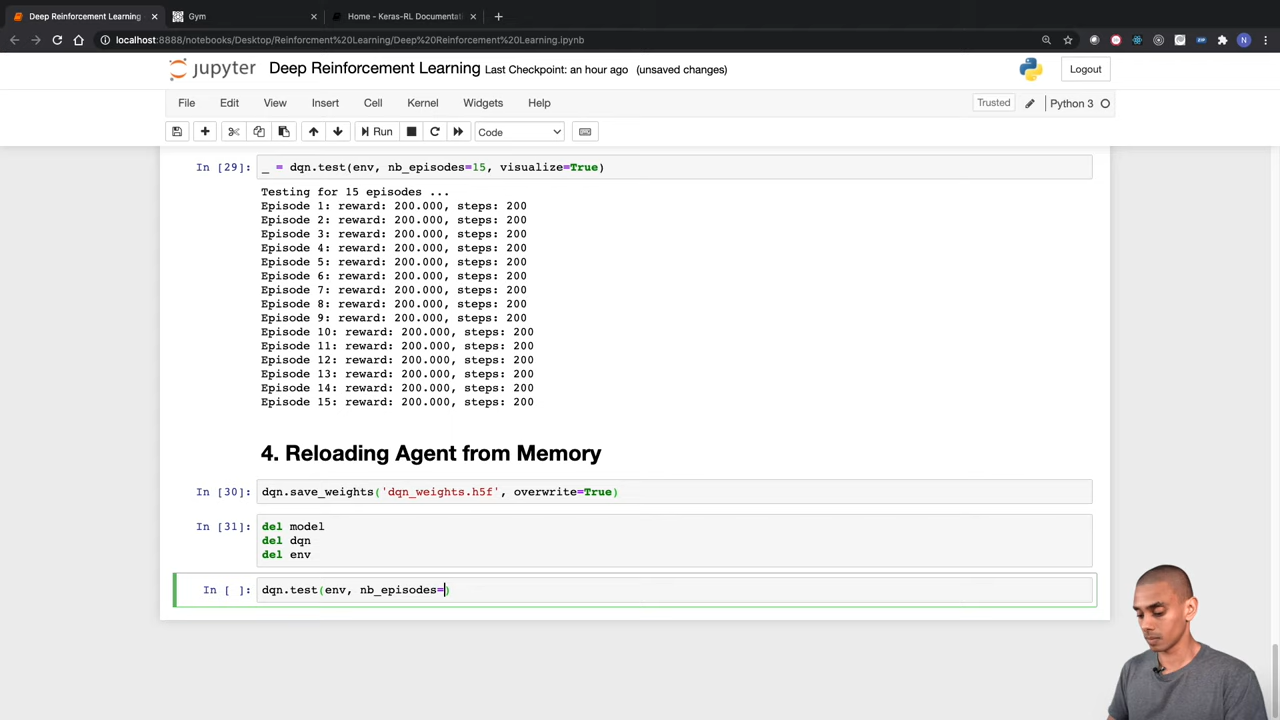 Deep Reinforcement Learning
Gym
Home - Keras-RL Documentati
localhost:8888/notebooks/Desktop/Reinforcment%20Learning/Deep%20Reinforcement%20Learning.ipynb
N
jupyter Deep Reinforcement Learning Last Checkpoint: an hour ago (unsaved changes)
Logout
File Edit View Insert Cell Kernel Widgets Help
Trusted
Python 3
Run
Code
In [29]: _ = dqn.test(env, nb_episodes=15, visualize=True)
Testing for 15 episodes ...
Episode 1: reward: 200.000, steps: 200
Episode 2: reward: 200.000, steps: 200
Episode 3: reward: 200.000, steps: 200
Episode 4: reward: 200.000, steps: 200
Episode 5: reward: 200.000, steps: 200
Episode 6: reward: 200.000, steps: 200
Episode 7: reward: 200.000, steps: 200
Episode 8: reward: 200.000, steps: 200
Episode 9: reward: 200.000, steps: 200
Episode 10: reward: 200.000, steps: 200
Episode 11: reward: 200.000, steps: 200
Episode 12: reward: 200.000, steps: 200
Episode 13: reward: 200.000, steps: 200
Episode 14: reward: 200.000, steps: 200
Episode 15: reward: 200.000, steps: 200
4. Reloading Agent from Memory
In [30]: dqn.save_weights('dqn_weights.h5f', overwrite=True)
In [31]: del model
del dqn
del env
In [ ]: dqn.test(env, nb_episodes=)